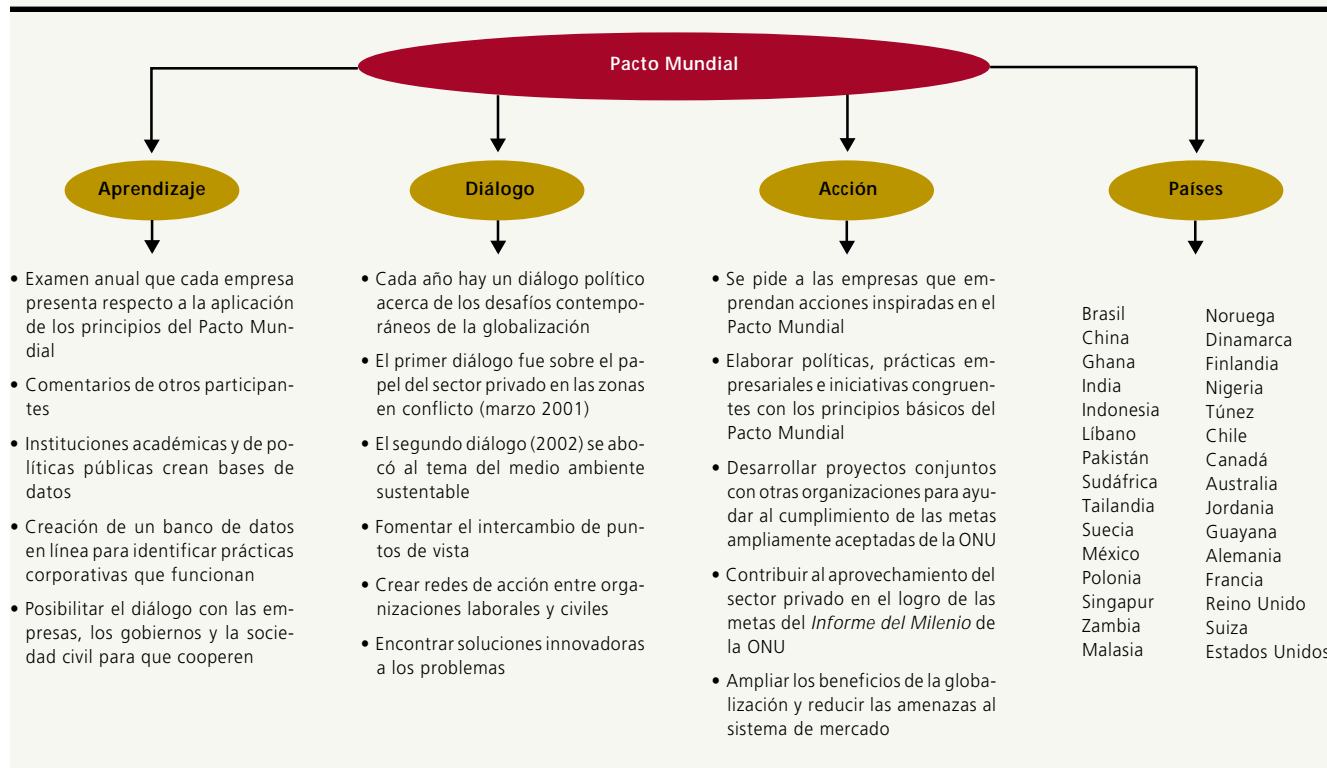 Pacto Mundial
Aprendizaje
• Examen anual que cada empresa
presenta respecto a la aplicación
de los principios del Pacto Mun-
dial
• Comentarios de otros participan-
tes
• Instituciones académicas y de po-
líticas públicas crean bases de
datos
• Creación de un banco de datos
en línea para identificar prácticas
corporativas que funcionan
• Posibilitar el diálogo con las em-
presas, los gobiernos y la socie-
dad civil para que cooperen
Diálogo
• Cada año hay un diálogo político
acerca de los desafíos contempo-
ráneos de la globalización
• El primer diálogo fue sobre el pa-
pel del sector privado en las zonas
en conflicto (marzo 2001)
• El segundo diálogo (2002) se abo-
có al tema del medio ambiente
sustentable
• Fomentar el intercambio de pun-
tos de vista
• Crear redes de acción entre orga-
nizaciones laborales y civiles
• Encontrar soluciones innovadoras
a los problemas
Acción
• Se pide a las empresas que em-
prendan acciones inspiradas en el
Pacto Mundial
• Elaborar políticas, prácticas em-
presariales e iniciativas congruen-
tes con los principios básicos del
Pacto Mundial
• Desarrollar proyectos conjuntos
con otras organizaciones para ayu-
dar al cumplimiento de las metas
ampliamente aceptadas de la ONU
• Contribuir al aprovechamiento del
sector privado en el logro de las
metas del Informe del Milenio de
la ONU
• Ampliar los beneficios de la globa-
lización y reducir las amenazas al
sistema de mercado
Países
Brasil
China
Ghana
India
Indonesia
Líbano
Pakistán
Sudáfrica
Tailandia
Suecia
México
Polonia
Singapur
Zambia
Malasia
Noruega
Dinamarca
Finlandia
Nigeria
Túnez
Chile
Canadá
Australia
Jordania
Guayana
Alemania
Francia
Reino Unido
Suiza
Estados Unidos